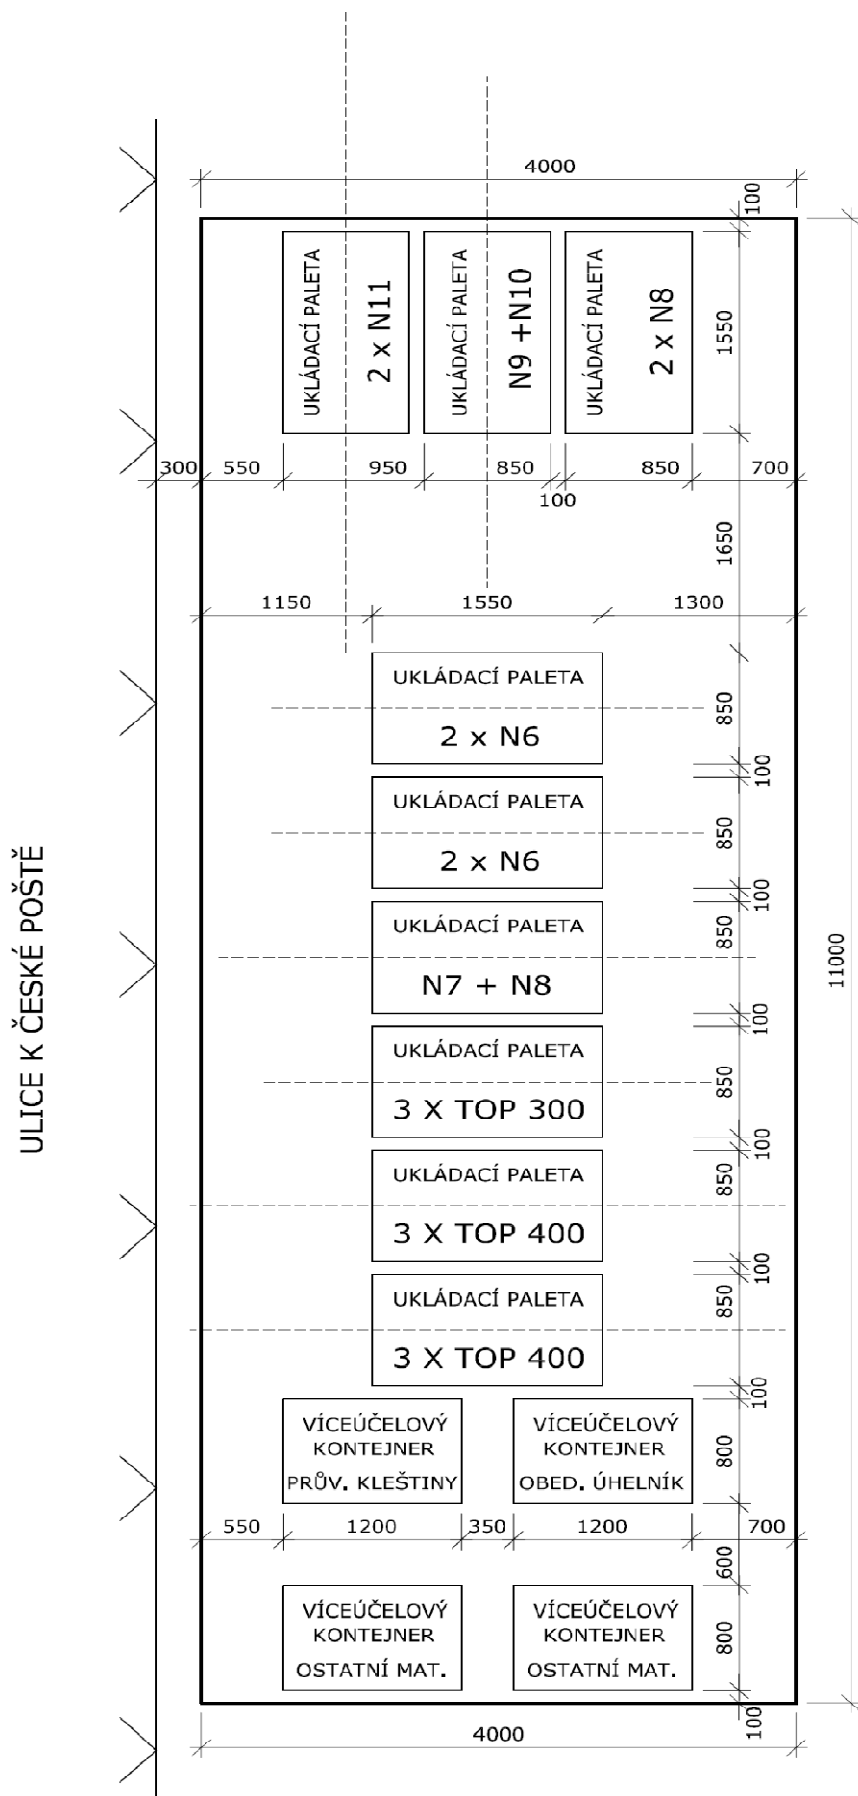 4000
100
UKLÁDACÍ PALETA
2 x N11
UKLÁDACÍ PALETA
N9 +N10
UKLÁDACÍ PALETA
2 x N8
1550
300
550
950
850
100
850
700
1650
1150
1550
1300
UKLÁDACÍ PALETA
2 x N6
850
100
UKLÁDACÍ PALETA
2 x N6
850
100
UKLÁDACÍ PALETA
N7 + N8
850
100
UKLÁDACÍ PALETA
3 X TOP 300
850
100
UKLÁDACÍ PALETA
3 X TOP 400
850
100
UKLÁDACÍ PALETA
3 X TOP 400
850
100
11000
ULICE K ČESKÉ POŠTĚ
VÍCEÚČELOVÝ
KONTEJNER
PRŮV. KLEŠTINY
VÍCEÚČELOVÝ
KONTEJNER
OBED. ÚHELNÍK
800
550
1200
350
1200
700
600
VÍCEÚČELOVÝ
KONTEJNER
OSTATNÍ MAT.
VÍCEÚČELOVÝ
KONTEJNER
OSTATNÍ MAT.
800
100
4000